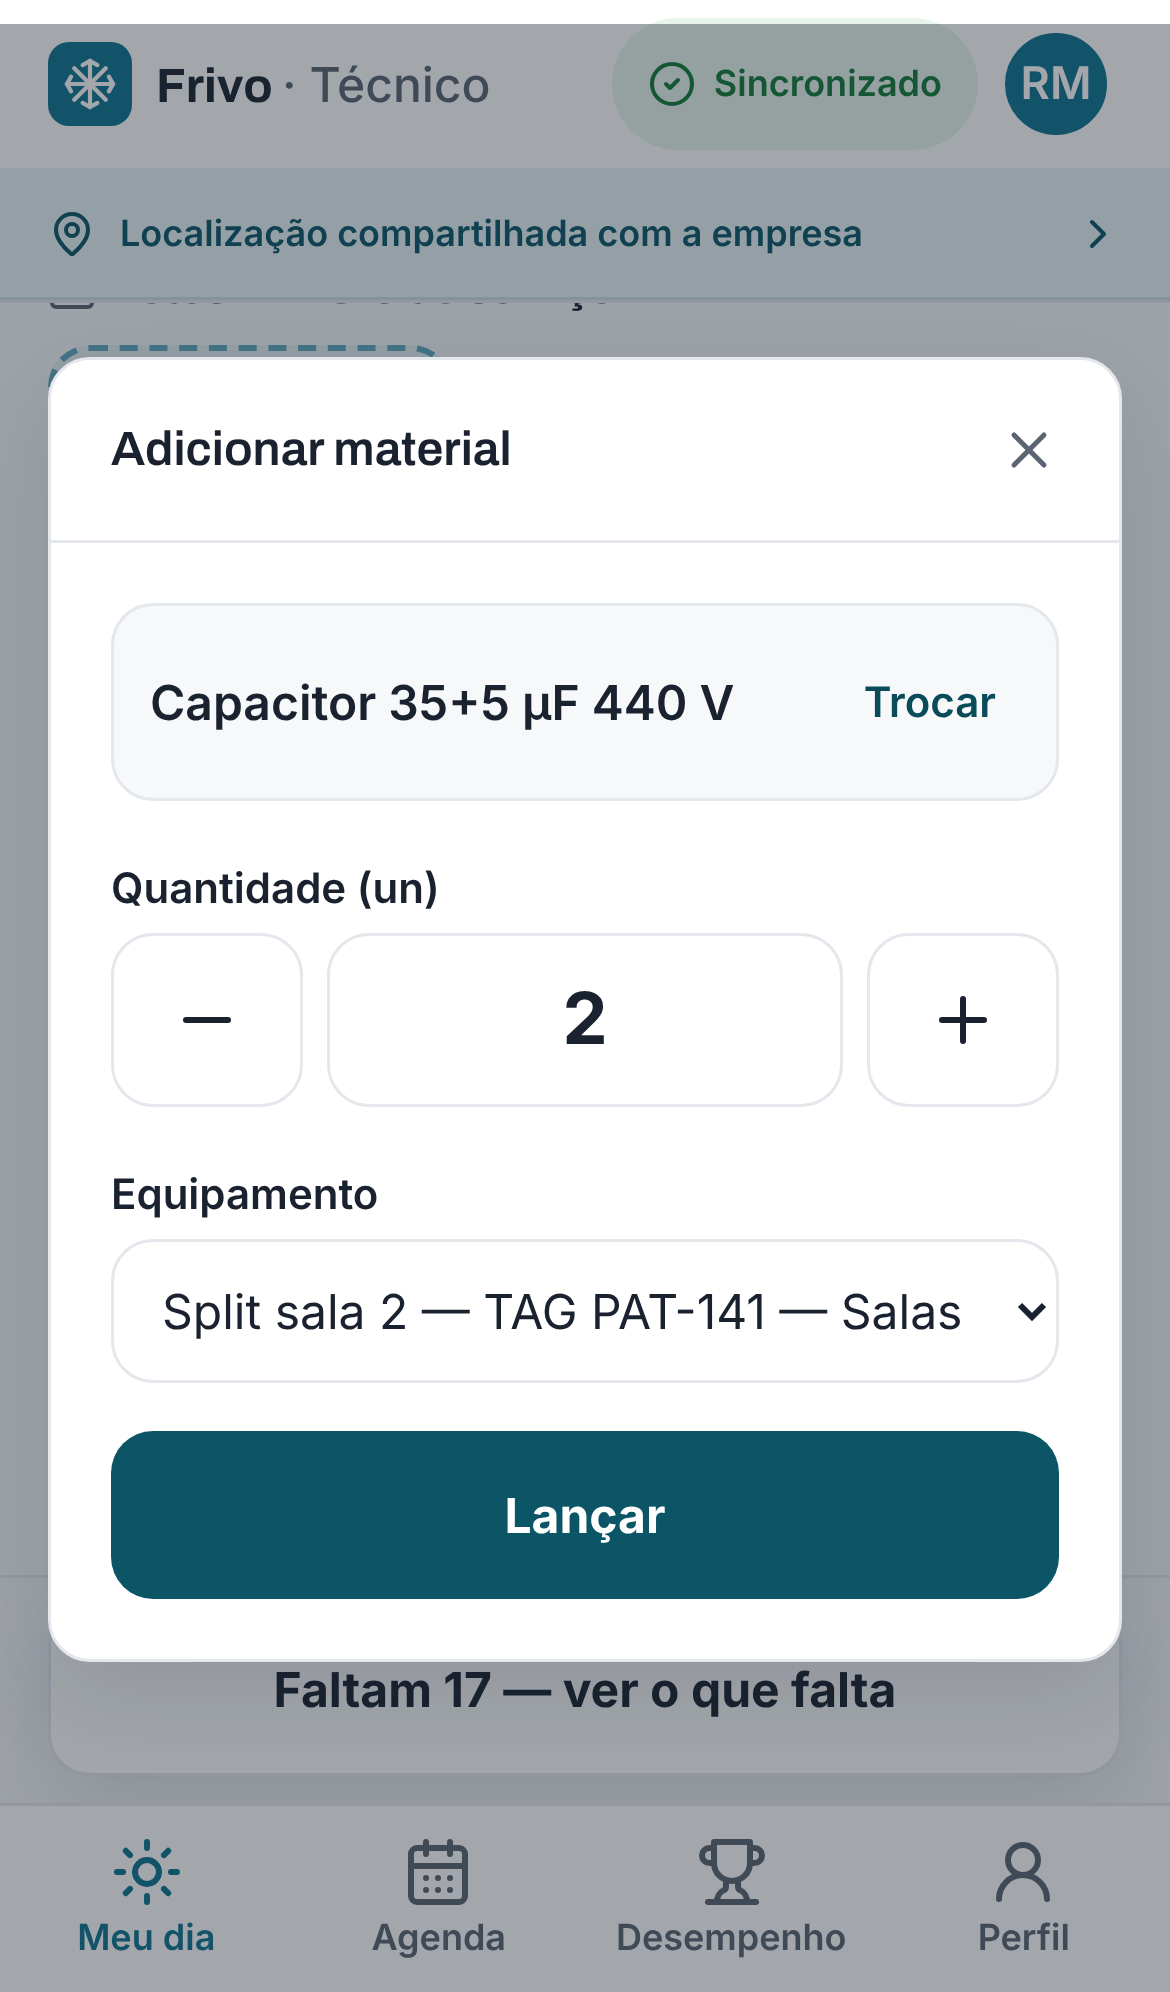 Frivo · Técnico
Sincronizado
RM
Localização compartilhada com a empresa
Adicionar material
Capacitor 35+5 µF 440 V
Trocar
Quantidade (un)
2
Equipamento
Split sala 2 — TAG PAT-141 — Salas
Lançar
Faltam 17 — ver o que falta
Meu dia
Agenda
Desempenho
Perfil